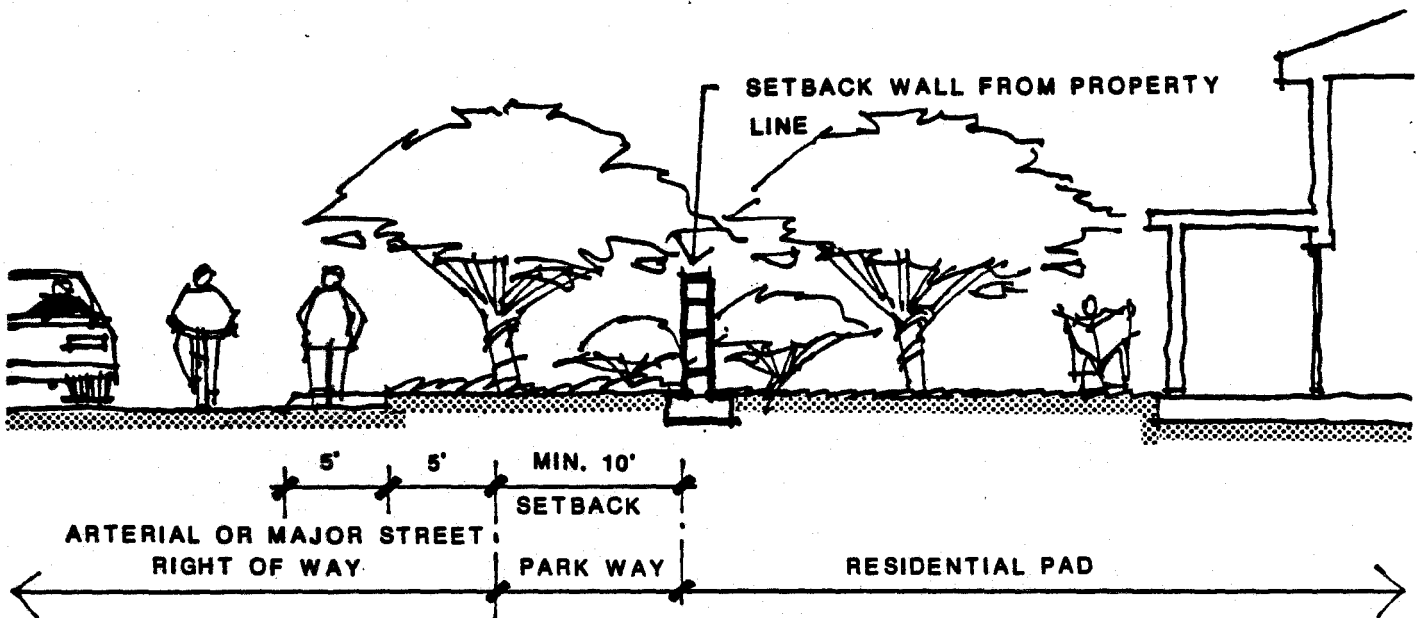 SETBACK WALL FROM PROPERTY
LINE
5' 5' MIN. 10'
SETBACK
ARTERIAL OR MAJOR STREET
RIGHT OF WAY PARK WAY RESIDENTIAL PAD